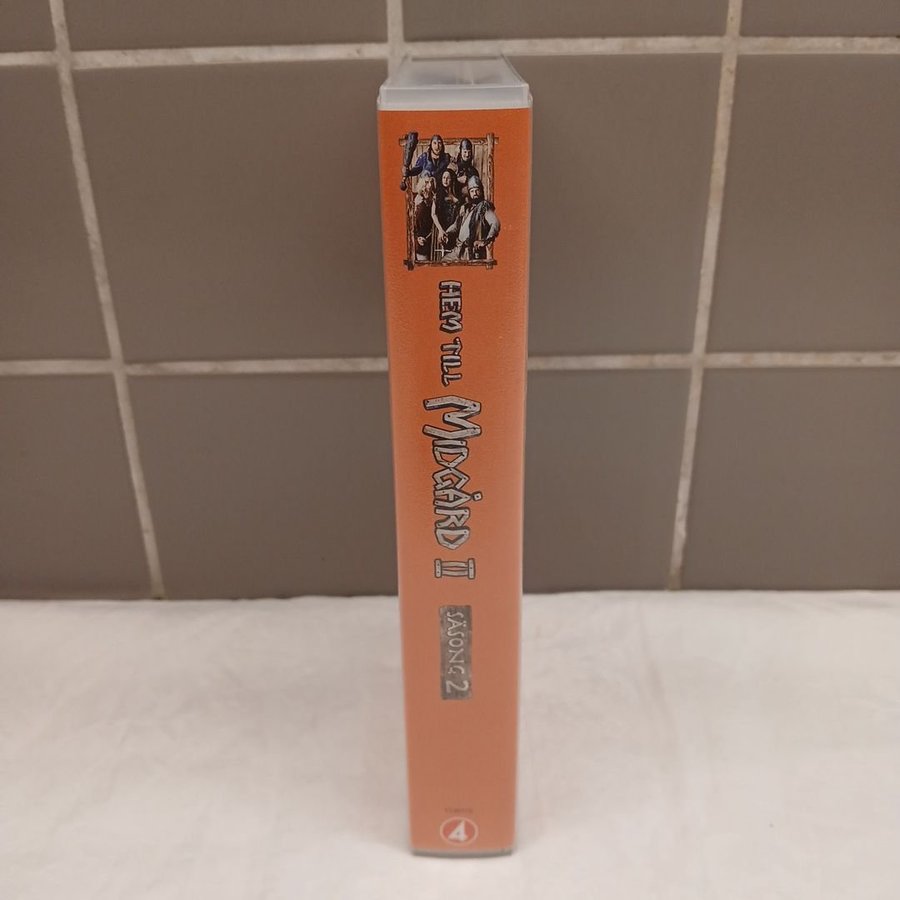 HEM TILL
MIDGÅRD II
SÄSONG 2
4